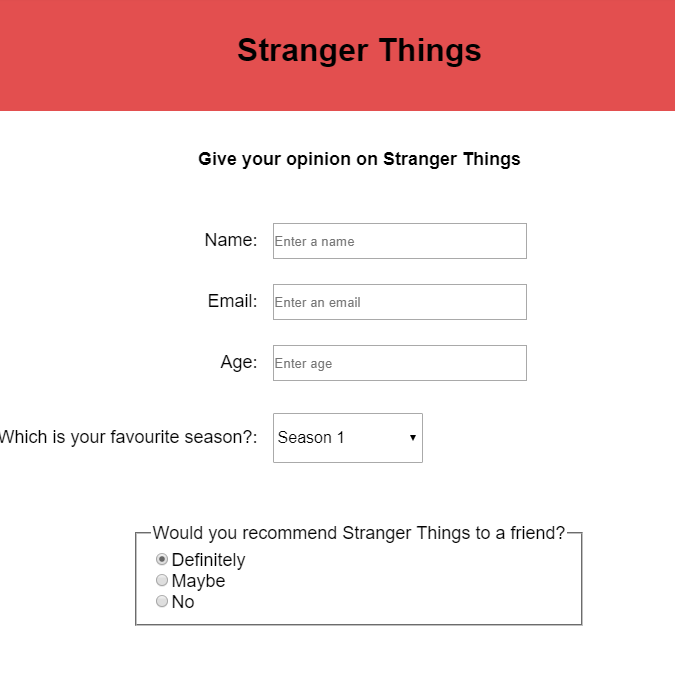 Stranger Things
Give your opinion on Stranger Things
Name: Enter a name
Email: Enter an email
Age: Enter age
Which is your favourite season?: Season 1
Would you recommend Stranger Things to a friend?
Definitely
Maybe
No